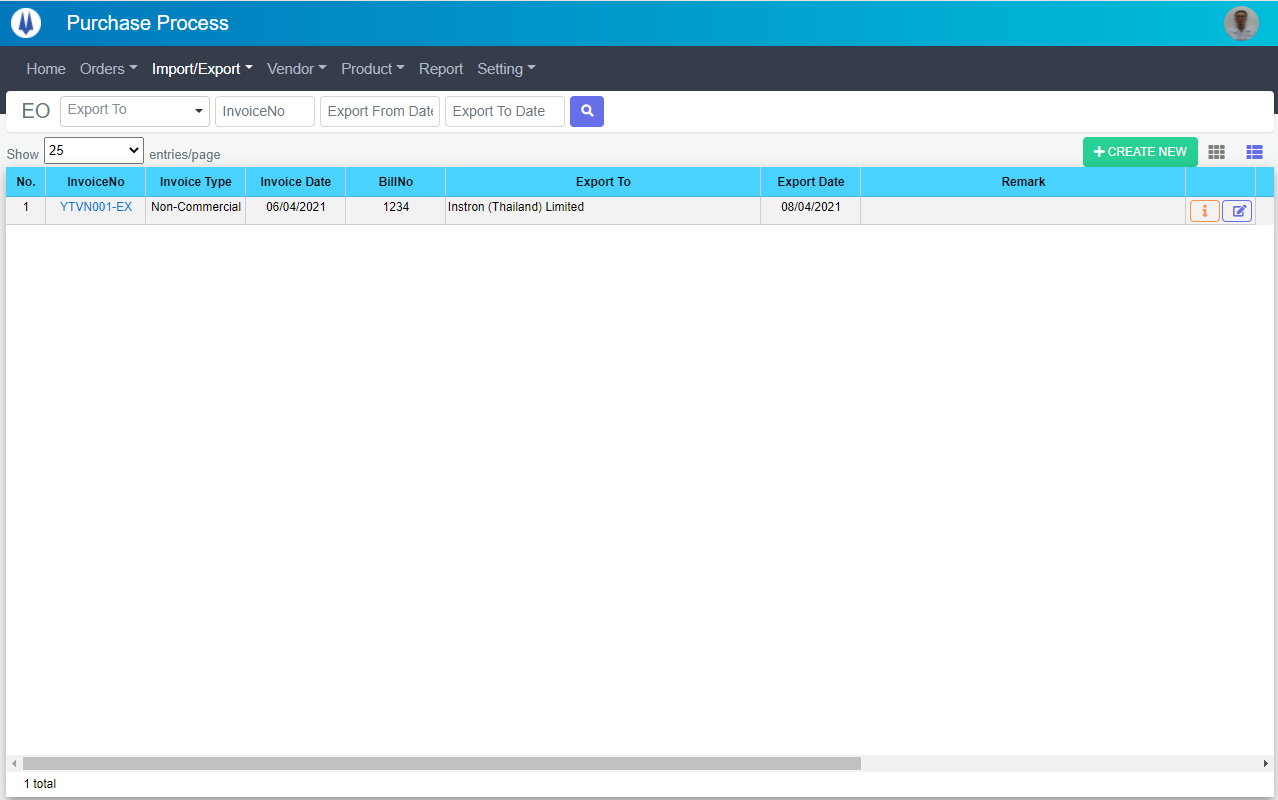 Purchase Process
Home Orders Import/Export Vendor Product Report Setting
EO Export To InvoiceNo Export From Date Export To Date
Show 25 entries/page CREATE NEW
No. InvoiceNo Invoice Type Invoice Date BillNo Export To Export Date Remark
1 YTVN001-EX Non-Commercial 06/04/2021 1234 Instron (Thailand) Limited 08/04/2021
1 total